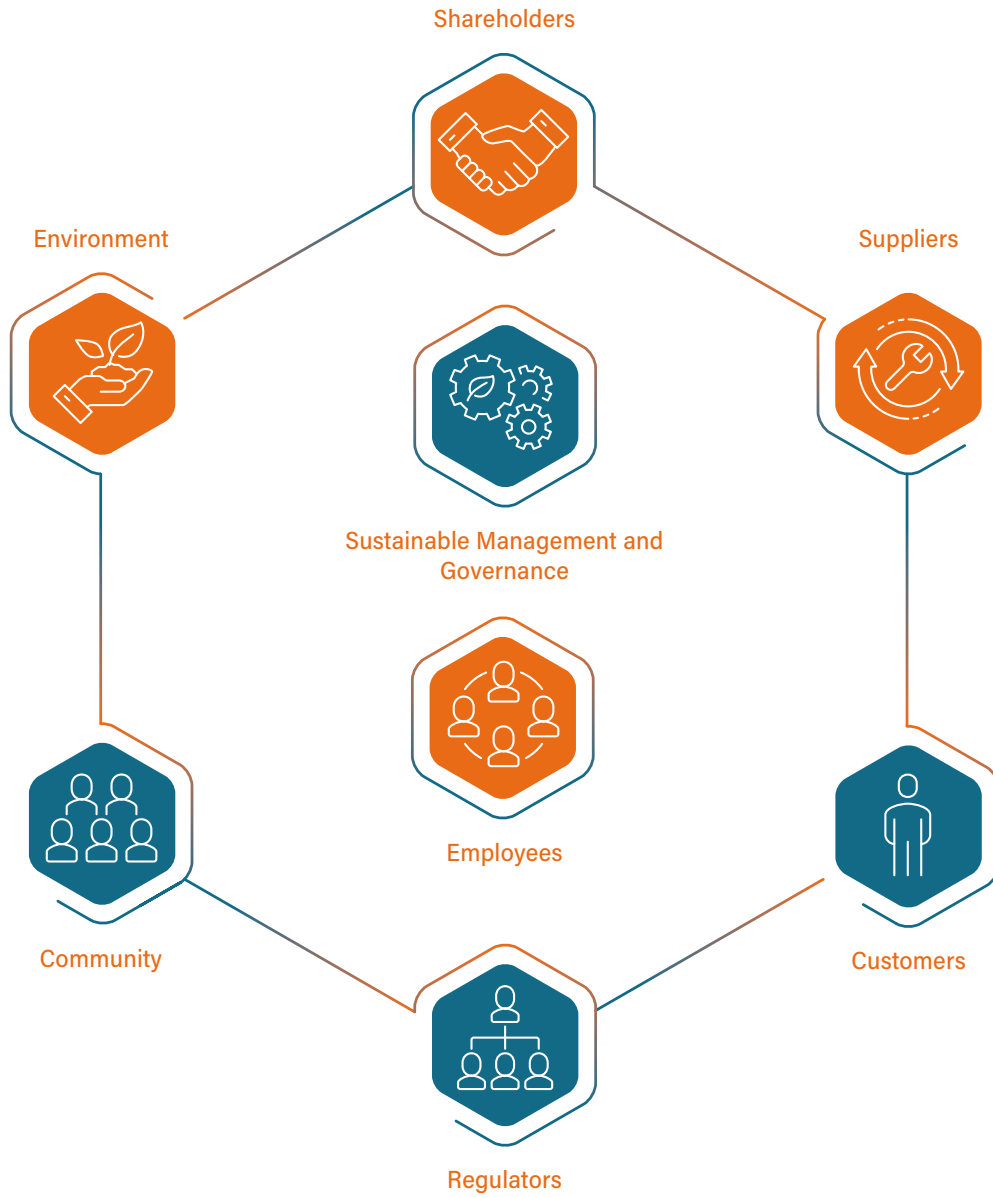 Shareholders
Environment
Suppliers
Sustainable Management and
Governance
Employees
Community
Customers
Regulators